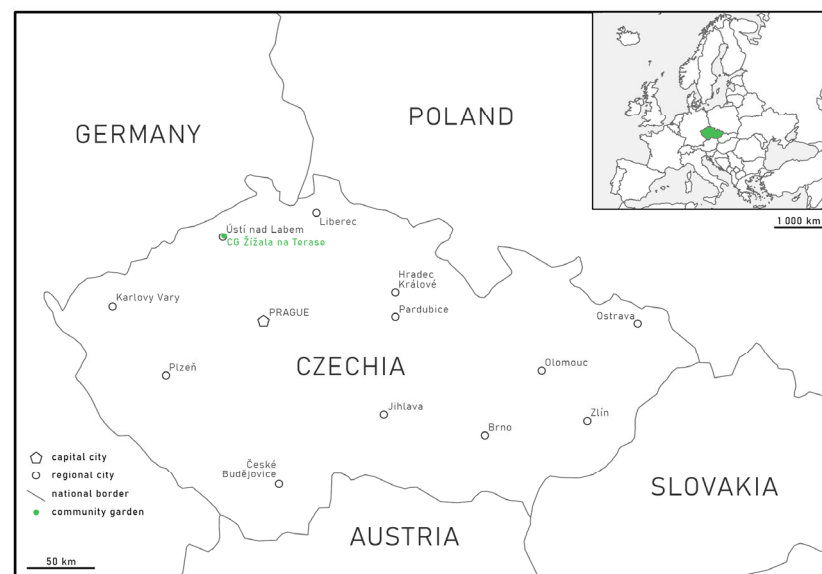 GERMANY
POLAND
1 000 km
Liberec
Ústí nad Labem
CG Žížala na Terase
Hradec
Králové
Karlovy Vary
PRAGUE
Pardubice
Ostrava
CZECHIA
Plzeň
Olomouc
Jihlava
Zlín
Brno
České
Budějovice
capital city
regional city
national border
community garden
SLOVAKIA
AUSTRIA
50 km